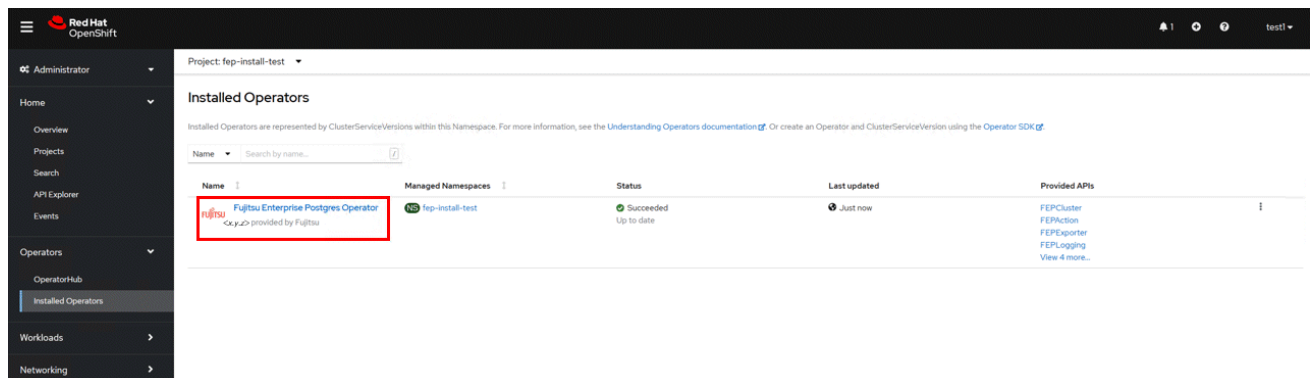 Red Hat
OpenShift
1
test1
Administrator
Project: fep-install-test
Home
Overview
Projects
Search
API Explorer
Events
Operators
OperatorHub
Installed Operators
Workloads
Networking
Installed Operators
Installed Operators are represented by ClusterServiceVersions within this Namespace. For more information, see the Understanding Operators documentation. Or create an Operator and ClusterServiceVersion using the Operator SDK.
Name Search by name... /
Name Managed Namespaces Status Last updated Provided APIs
FUJITSU Fujitsu Enterprise Postgres Operator
<x.y.z> provided by Fujitsu
NS fep-install-test
Succeeded
Up to date
Just now
FEPCluster
FEPAction
FEPExporter
FEPLogging
View 4 more...